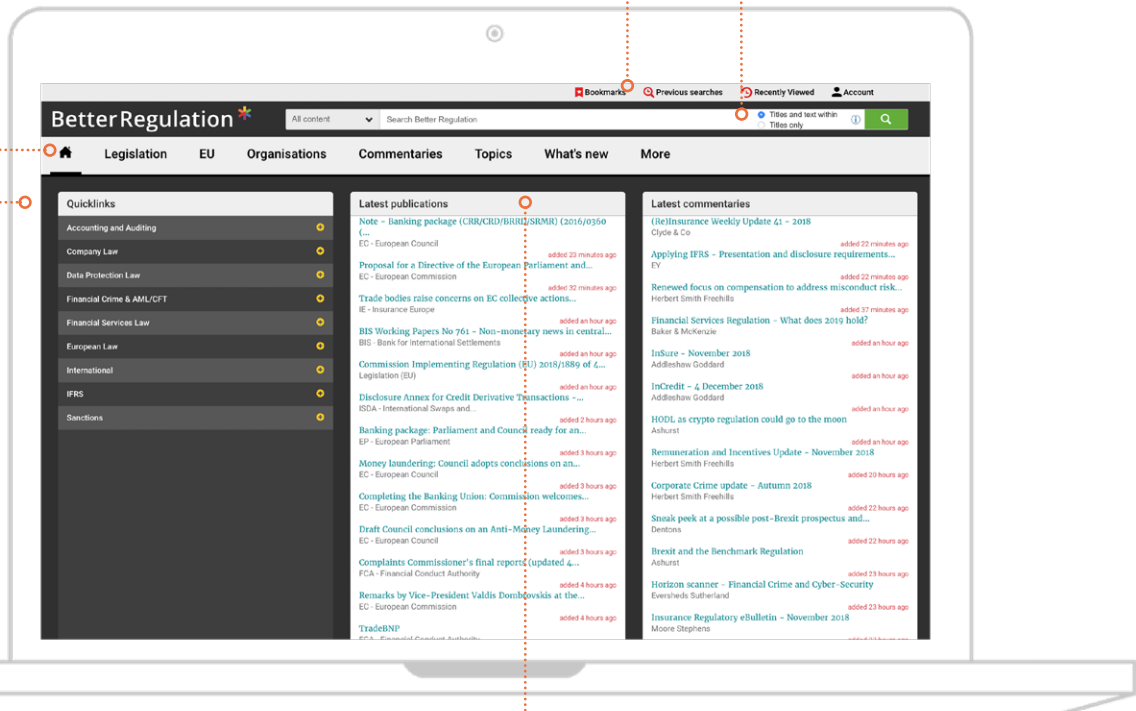 Bookmarks Previous searches Recently Viewed Account
BetterRegulation
All content
Search Better Regulation
Titles and text within
Titles only
Legislation EU Organisations Commentaries Topics What's new More
Quicklinks
Accounting and Auditing
Company Law
Data Protection Law
Financial Crime & AML/CFT
Financial Services Law
European Law
International
IFRS
Sanctions
Latest publications
Note - Banking package (CRR/CRD/BRRD/SRMR) (2016/0360
(...
EC - European Council
added 23 minutes ago
Proposal for a Directive of the European Parliament and...
EC - European Commission
added 32 minutes ago
Trade bodies raise concerns on EC collective actions...
IE - Insurance Europe
added an hour ago
BIS Working Papers No 761 - Non-monetary news in central...
BIS - Bank for International Settlements
added an hour ago
Commission Implementing Regulation (EU) 2018/1889 of 4...
Legislation (EU)
added an hour ago
Disclosure Annex for Credit Derivative Transactions -...
ISDA - International Swaps and...
added 2 hours ago
Banking package: Parliament and Council ready for an...
EP - European Parliament
added 3 hours ago
Money laundering: Council adopts conclusions on an...
EC - European Council
added 3 hours ago
Completing the Banking Union: Commission welcomes...
EC - European Commission
added 3 hours ago
Draft Council conclusions on an Anti-Money Laundering...
EC - European Council
added 3 hours ago
Complaints Commissioner's final reports (updated 4...
FCA - Financial Conduct Authority
added 4 hours ago
Remarks by Vice-President Valdis Dombrovskis at the...
EC - European Commission
added 4 hours ago
TradeBNP
FCA - Financial Conduct Authority
Latest commentaries
(Re)Insurance Weekly Update 41 - 2018
Clyde & Co
added 22 minutes ago
Applying IFRS - Presentation and disclosure requirements...
EY
added 22 minutes ago
Renewed focus on compensation to address misconduct risk...
Herbert Smith Freehills
added 37 minutes ago
Financial Services Regulation - What does 2019 hold?
Baker & McKenzie
added an hour ago
InSure - November 2018
Addleshaw Goddard
added an hour ago
InCredit - 4 December 2018
Addleshaw Goddard
added an hour ago
HODL as crypto regulation could go to the moon
Ashurst
added an hour ago
Remuneration and Incentives Update - November 2018
Herbert Smith Freehills
added 20 hours ago
Corporate Crime update - Autumn 2018
Herbert Smith Freehills
added 22 hours ago
Sneak peek at a possible post-Brexit prospectus and...
Dentons
added 22 hours ago
Brexit and the Benchmark Regulation
Ashurst
added 23 hours ago
Horizon scanner - Financial Crime and Cyber-Security
Eversheds Sutherland
added 23 hours ago
Insurance Regulatory eBulletin - November 2018
Moore Stephens